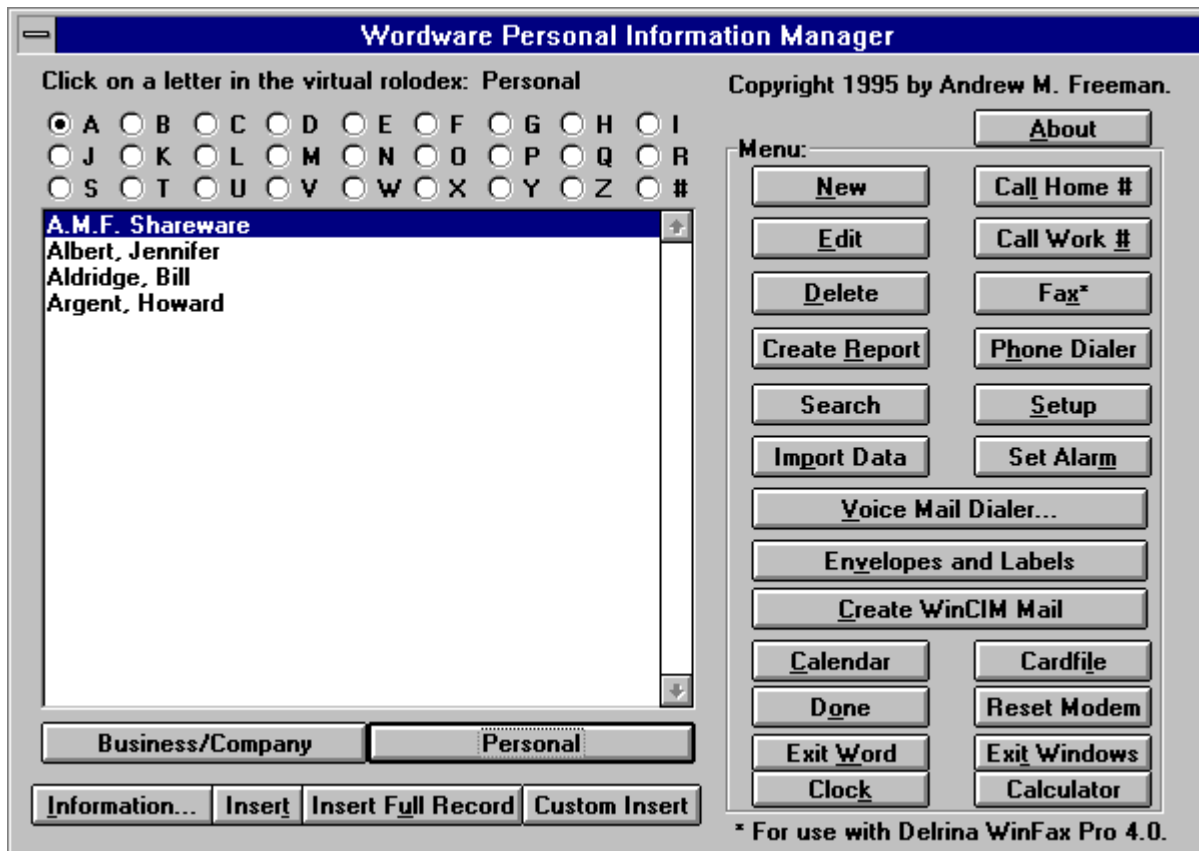 Wordware Personal Information Manager
Click on a letter in the virtual rolodex: Personal
Copyright 1995 by Andrew M. Freeman.
A B C D E F G H I
J K L M N O P Q R
S T U V W X Y Z #
A.M.F. Shareware
Albert, Jennifer
Aldridge, Bill
Argent, Howard
Business/Company Personal
Information... Insert Insert Full Record Custom Insert
About
Menu:
New Call Home #
Edit Call Work #
Delete Fax*
Create Report Phone Dialer
Search Setup
Import Data Set Alarm
Voice Mail Dialer...
Envelopes and Labels
Create WinCIM Mail
Calendar Cardfile
Done Reset Modem
Exit Word Exit Windows
Clock Calculator
* For use with Delrina WinFax Pro 4.0.